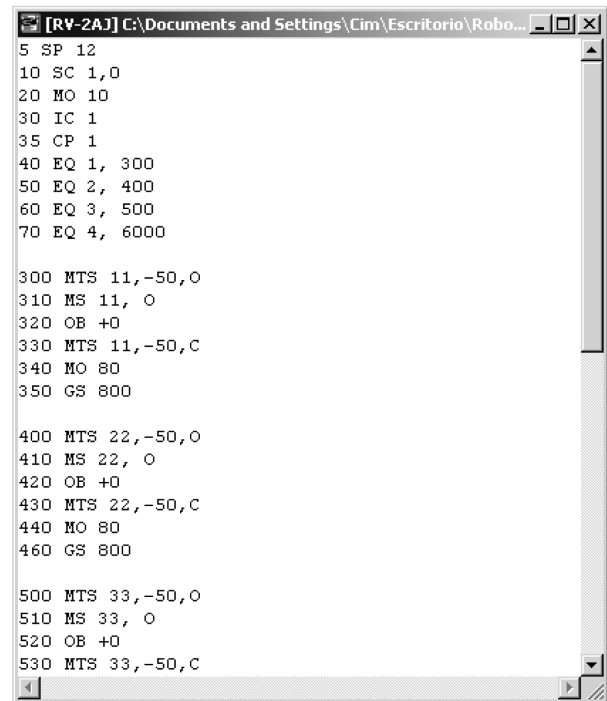 [RV-2AJ] C:\Documents and Settings\Cim\Escritorio\Robo...
5 SP 12
10 SC 1,0
20 MO 10
30 IC 1
35 CP 1
40 EQ 1, 300
50 EQ 2, 400
60 EQ 3, 500
70 EQ 4, 6000
300 MTS 11,-50,O
310 MS 11, O
320 OB +0
330 MTS 11,-50,C
340 MO 80
350 GS 800
400 MTS 22,-50,O
410 MS 22, O
420 OB +0
430 MTS 22,-50,C
440 MO 80
460 GS 800
500 MTS 33,-50,O
510 MS 33, O
520 OB +0
530 MTS 33,-50,C